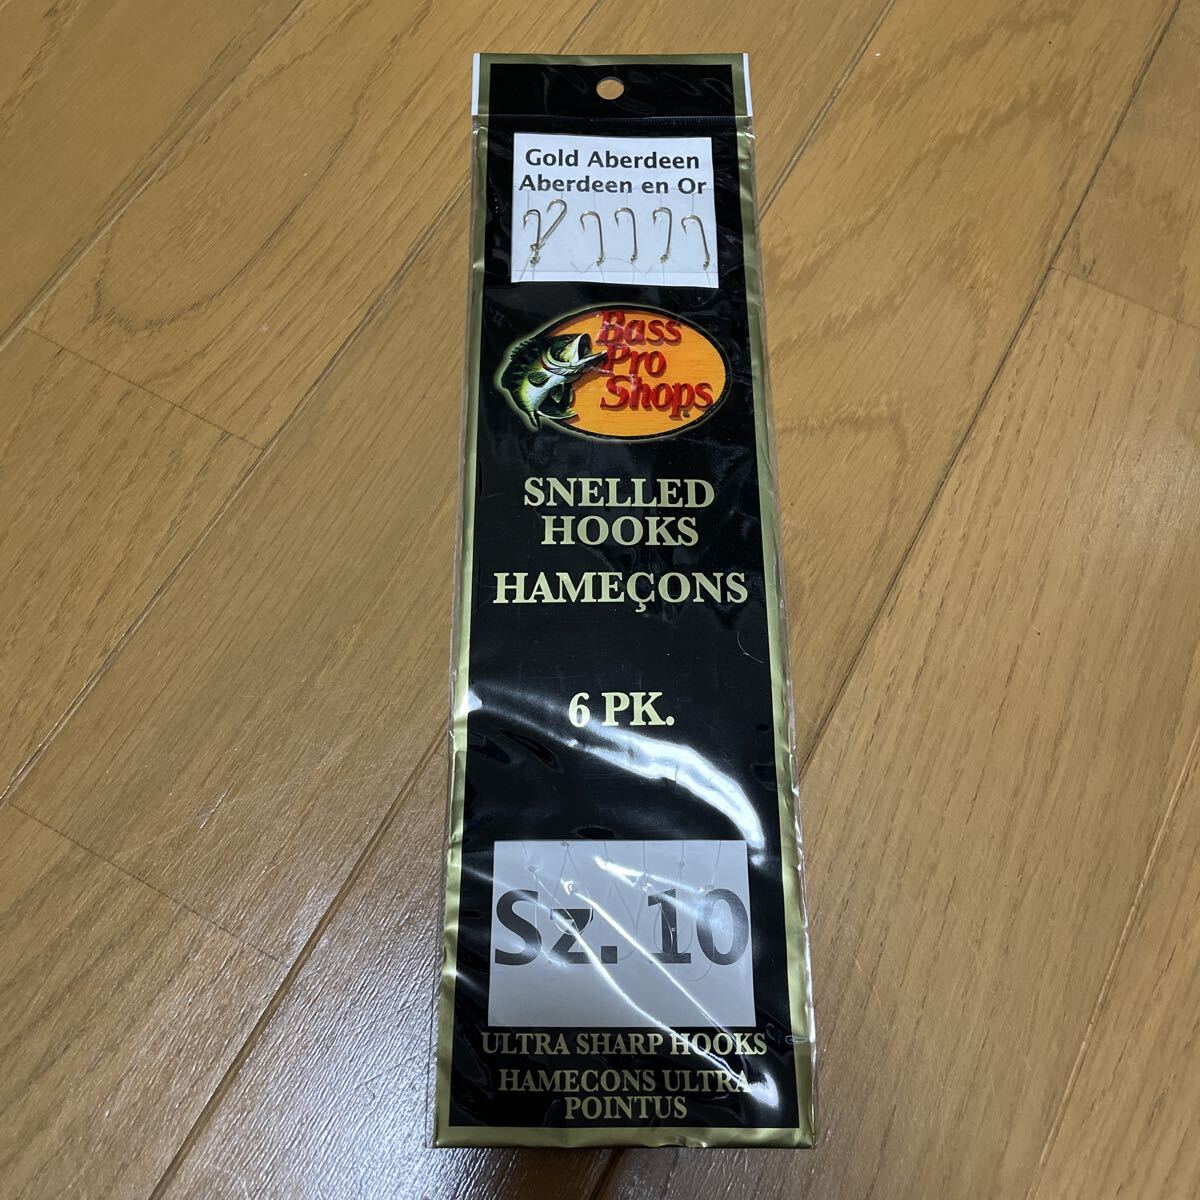 Gold Aberdeen
Aberdeen en Or
Bass
Pro
Shops
SNELLED
HOOKS
HAMEÇONS
6 PK.
Sz. 10
ULTRA SHARP HOOKS
HAMECONS ULTRA
POINTUS